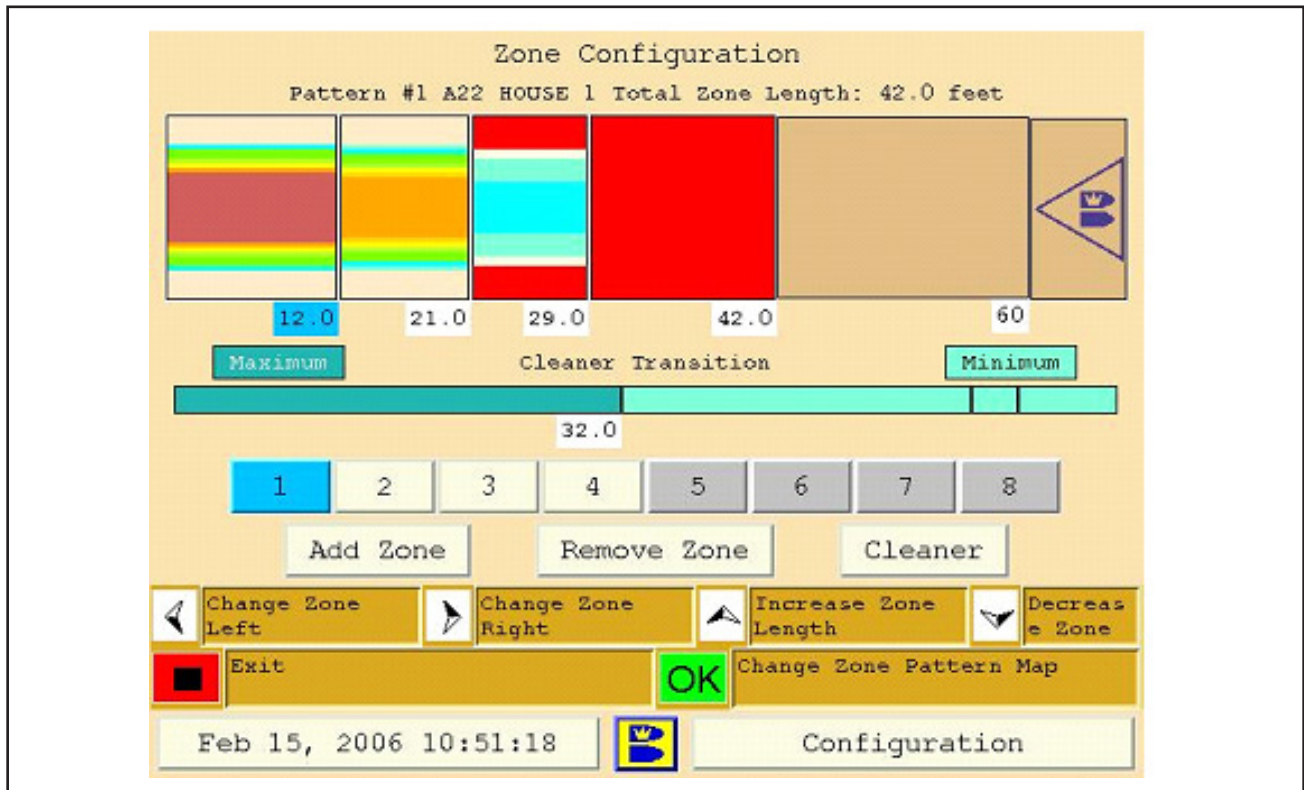 Zone Configuration
Pattern #1 A22 HOUSE 1 Total Zone Length: 42.0 feet
12.0 21.0 29.0 42.0 60
Maximum Cleaner Transition Minimum
32.0
1 2 3 4 5 6 7 8
Add Zone Remove Zone Cleaner
Change Zone Change Zone Increase Zone Decreas
Left Right Length e Zone
Exit OK Change Zone Pattern Map
Feb 15, 2006 10:51:18 Configuration